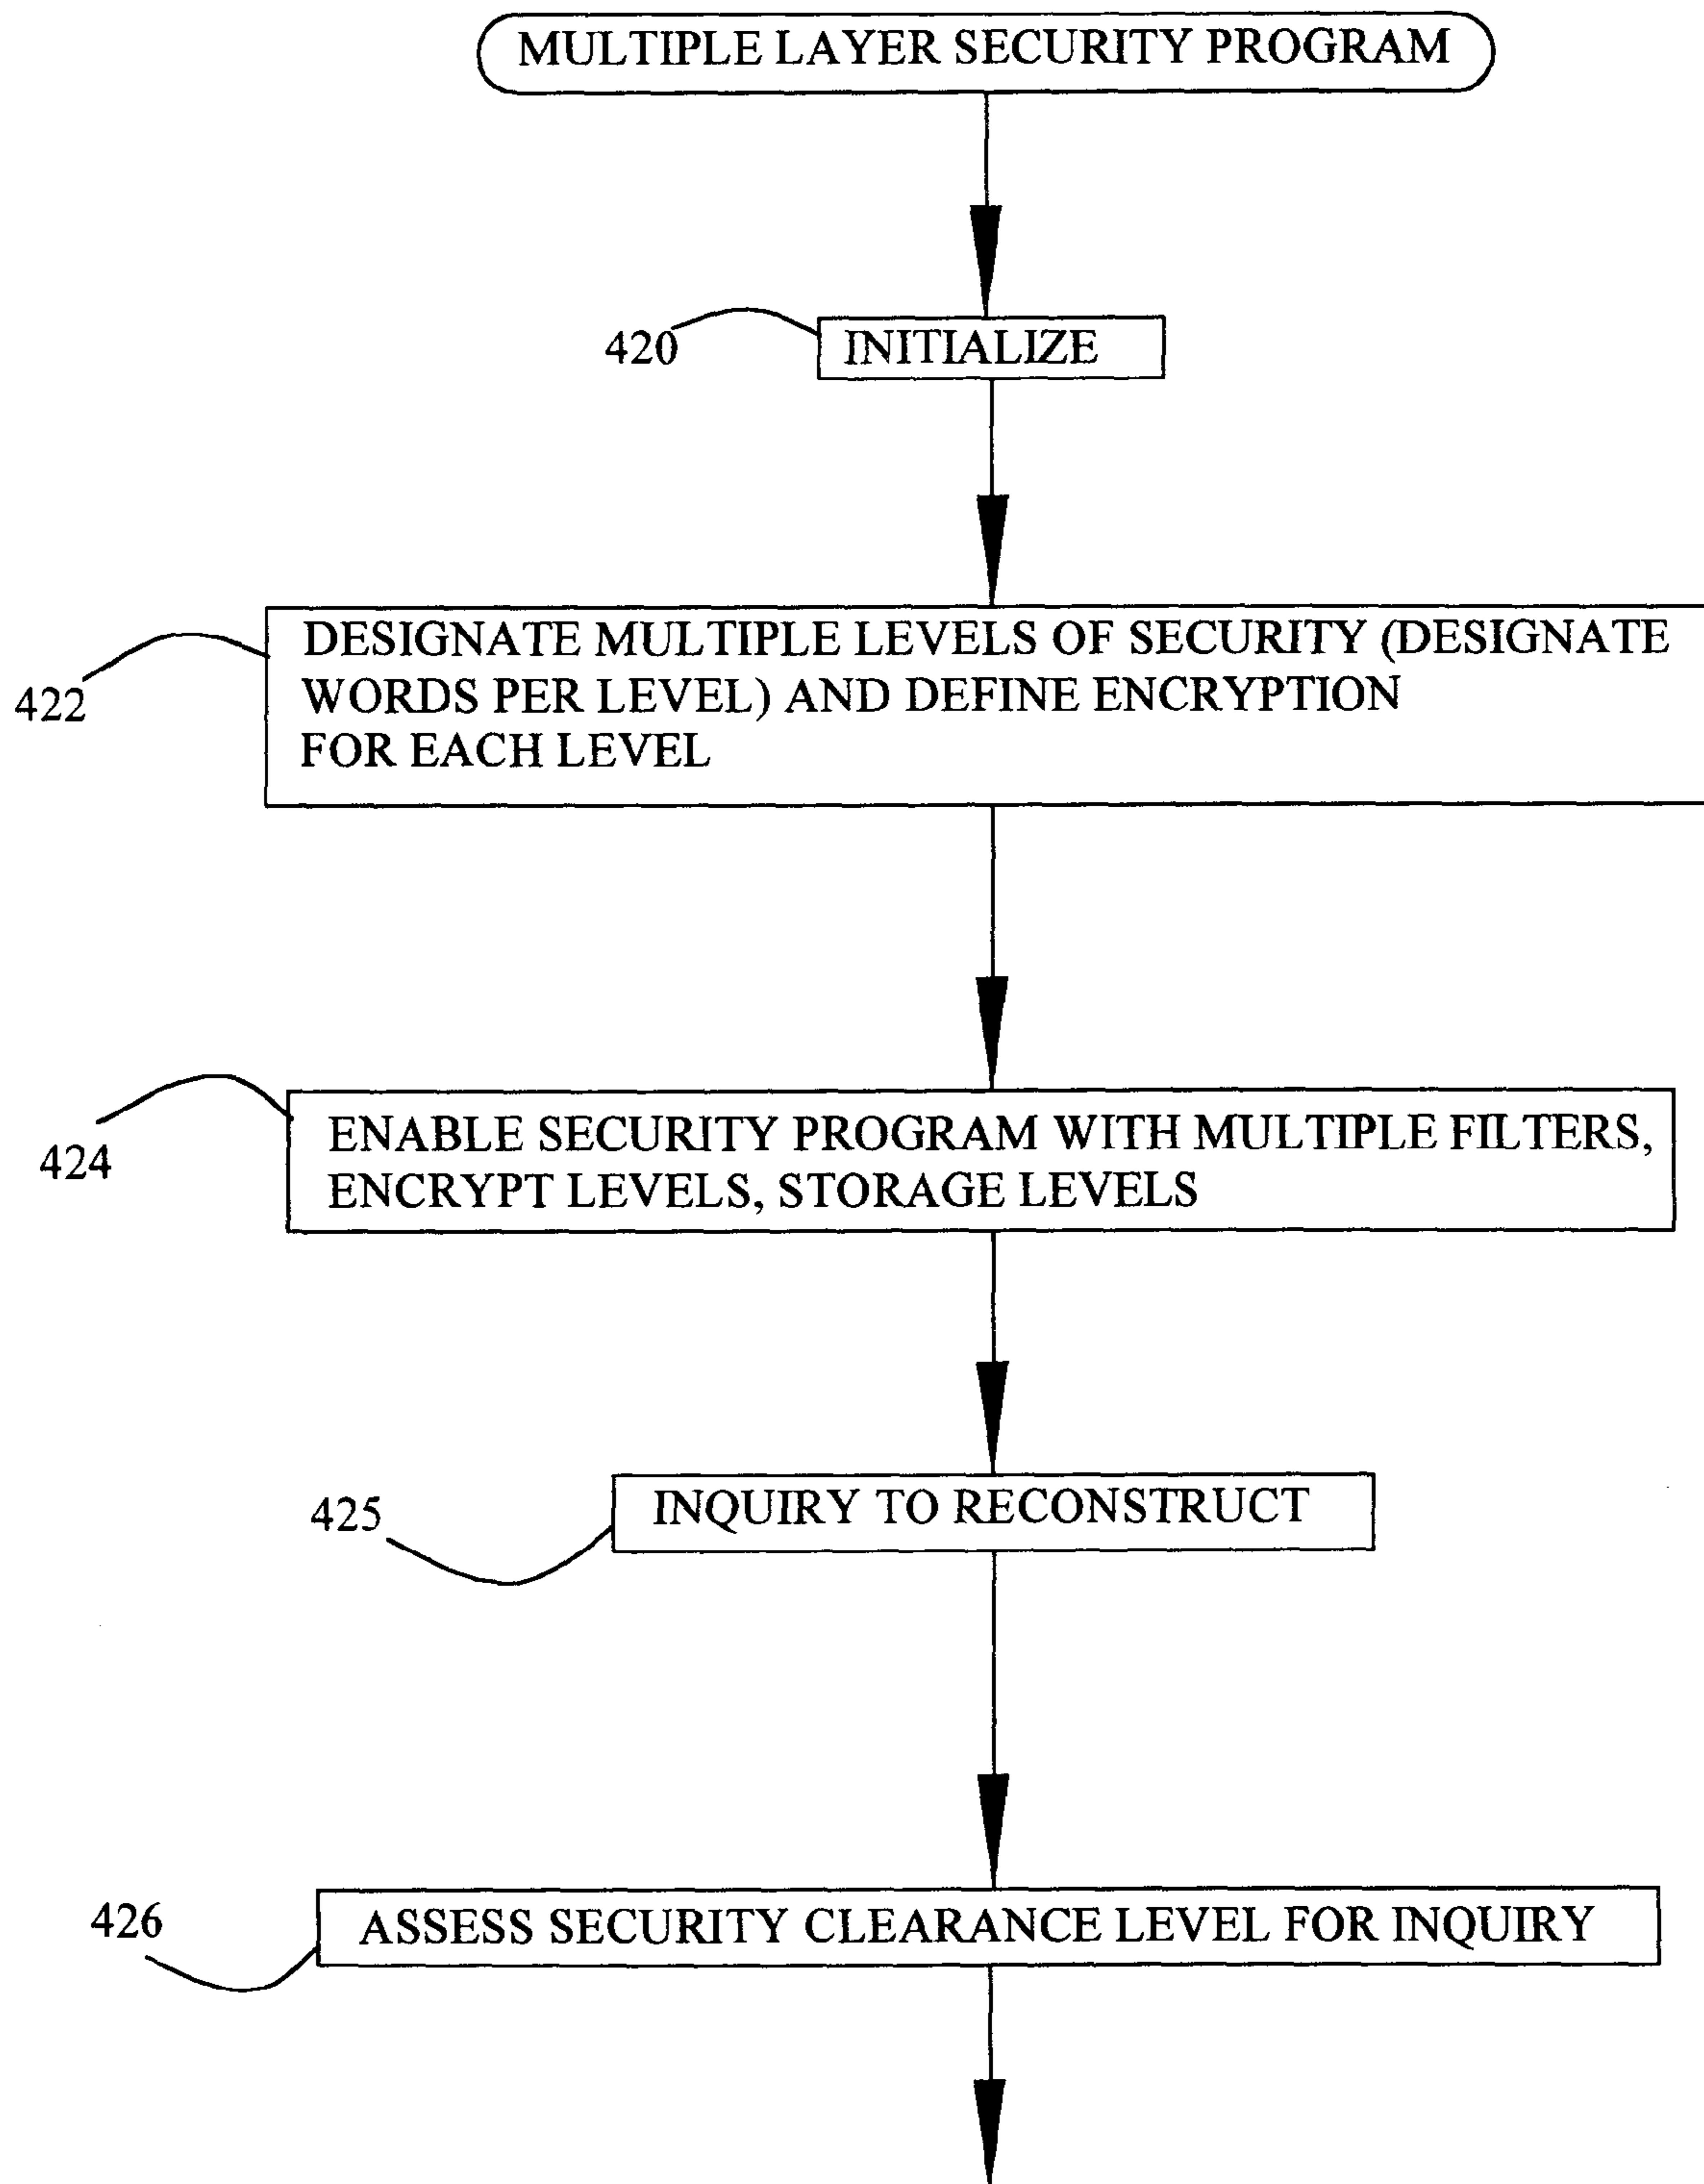 MULTIPLE LAYER SECURITY PROGRAM
420
INITIALIZE
422
DESIGNATE MULTIPLE LEVELS OF SECURITY (DESIGNATE
WORDS PER LEVEL) AND DEFINE ENCRYPTION
FOR EACH LEVEL
424
ENABLE SECURITY PROGRAM WITH MULTIPLE FILTERS,
ENCRYPT LEVELS, STORAGE LEVELS
425
INQUIRY TO RECONSTRUCT
426
ASSESS SECURITY CLEARANCE LEVEL FOR INQUIRY